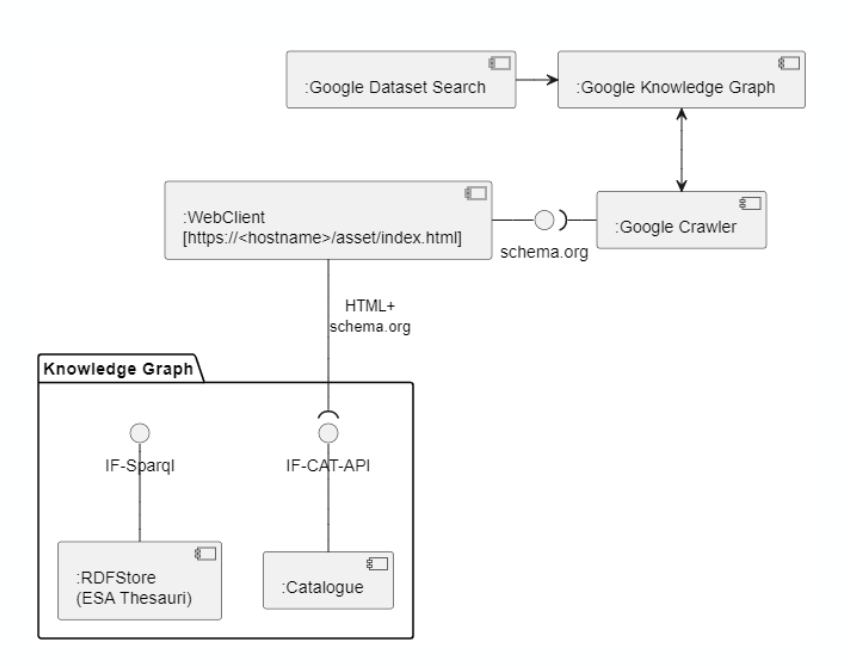 :Google Dataset Search
:Google Knowledge Graph
:WebClient
[https://<hostname>/asset/index.html]
schema.org
:Google Crawler
HTML+
schema.org
Knowledge Graph
IF-Sparql
IF-CAT-API
:RDFStore
(ESA Thesauri)
:Catalogue